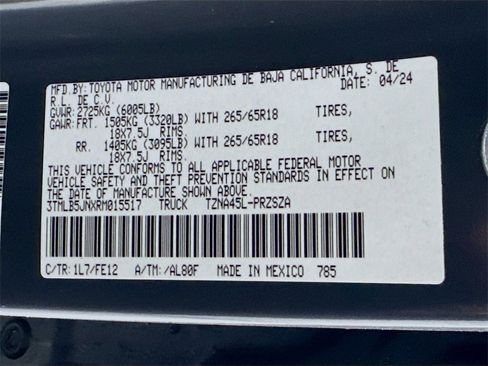 MFD.BY: TOYOTA MOTOR MANUFACTURING DE BAJA CALIFORNIA, S. DE
R.L. DE C.V. DATE: 04/24
GVWR: 2725KG (6005LB)
GAWR: FRT. 1505KG (3320LB) WITH 265/65R18 TIRES,
18X7.5J RIMS.
RR. 1405KG (3095LB) WITH 265/65R18 TIRES,
18X7.5J RIMS.
THIS VEHICLE CONFORMS TO ALL APPLICABLE FEDERAL MOTOR
VEHICLE SAFETY AND THEFT PREVENTION STANDARDS IN EFFECT ON
THE DATE OF MANUFACTURE SHOWN ABOVE.
3TMLB5JNXRM015517 TRUCK TZNA45L-PRZSZA
C/TR: 1L7/FE12 A/TM: /AL80F MADE IN MEXICO 785